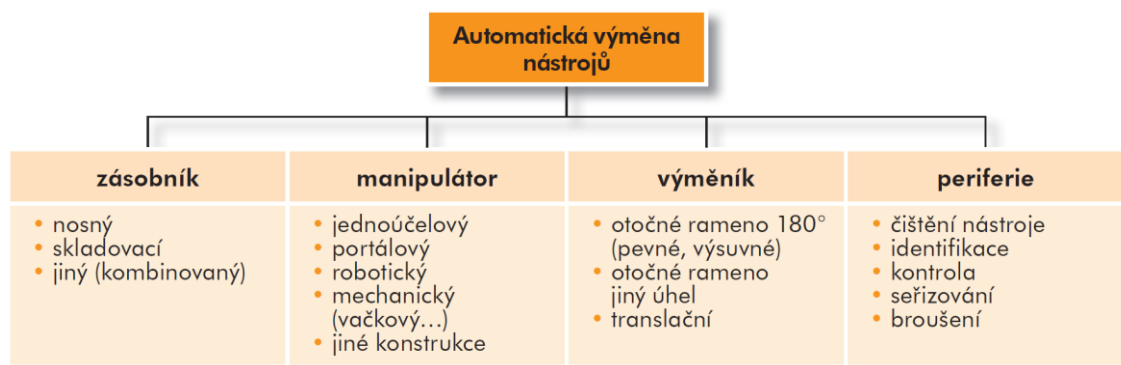 Automatická výměna
nástrojů
zásobník
• nosný
• skladovací
• jiný (kombinovaný)
manipulátor
• jednoúčelový
• portálový
• robotický
• mechanický
(vačkový...)
• jiné konstrukce
výměník
• otočné rameno 180°
(pevné, výsuvné)
• otočné rameno
jiný úhel
• translační
periferie
• čištění nástroje
• identifikace
• kontrola
• seřizování
• broušení